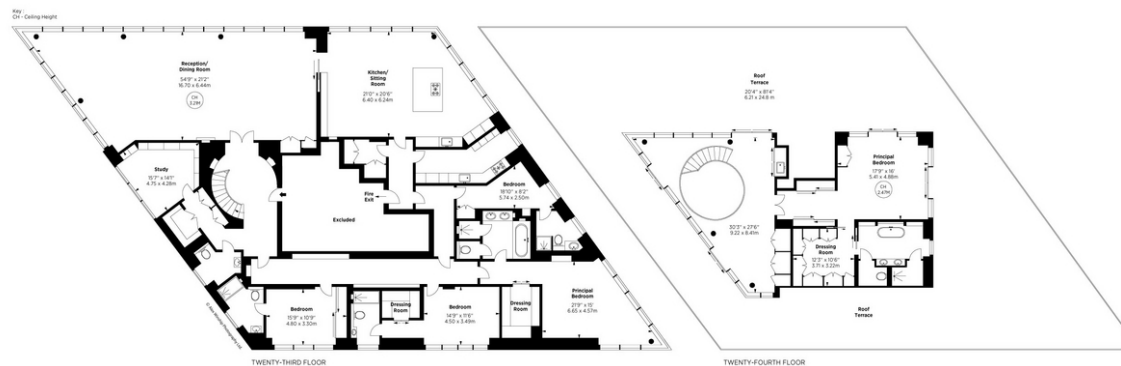 Key :
CH - Ceiling Height
Reception/
Dining Room
54'9" x 21'2"
16.70 x 6.44m
CH
3.21M
Kitchen/
Sitting
Room
21'0" x 20'6"
6.40 x 6.24m
Study
15'7" x 14'1"
4.75 x 4.28m
Excluded
Fire
Exit
Bedroom
18'10" x 8'2"
5.74 x 2.50m
Bedroom
15'9" x 10'9"
4.80 x 3.30m
Dressing
Room
Bedroom
14'9" x 11'6"
4.50 x 3.49m
Dressing
Room
Principal
Bedroom
21'9" x 15'
6.65 x 4.57m
TWENTY-THIRD FLOOR
Roof
Terrace
20'4" x 81'4"
6.21 x 24.8 m
30'3" x 27'6"
9.22 x 8.41m
Principal
Bedroom
17'9" x 16'
5.41 x 4.88m
CH
2.47M
Dressing
Room
12'2" x 10'6"
3.71 x 3.22m
Roof
Terrace
TWENTY-FOURTH FLOOR